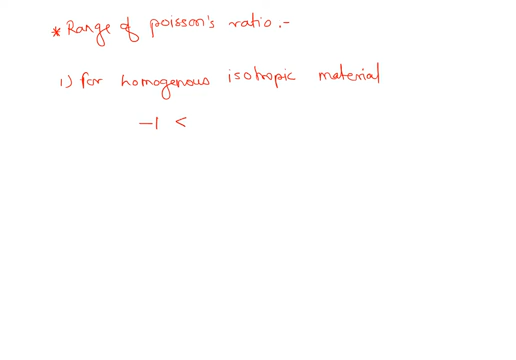 * Range of poisson's ratio :-
1) for homogenous isotropic material
-1 <